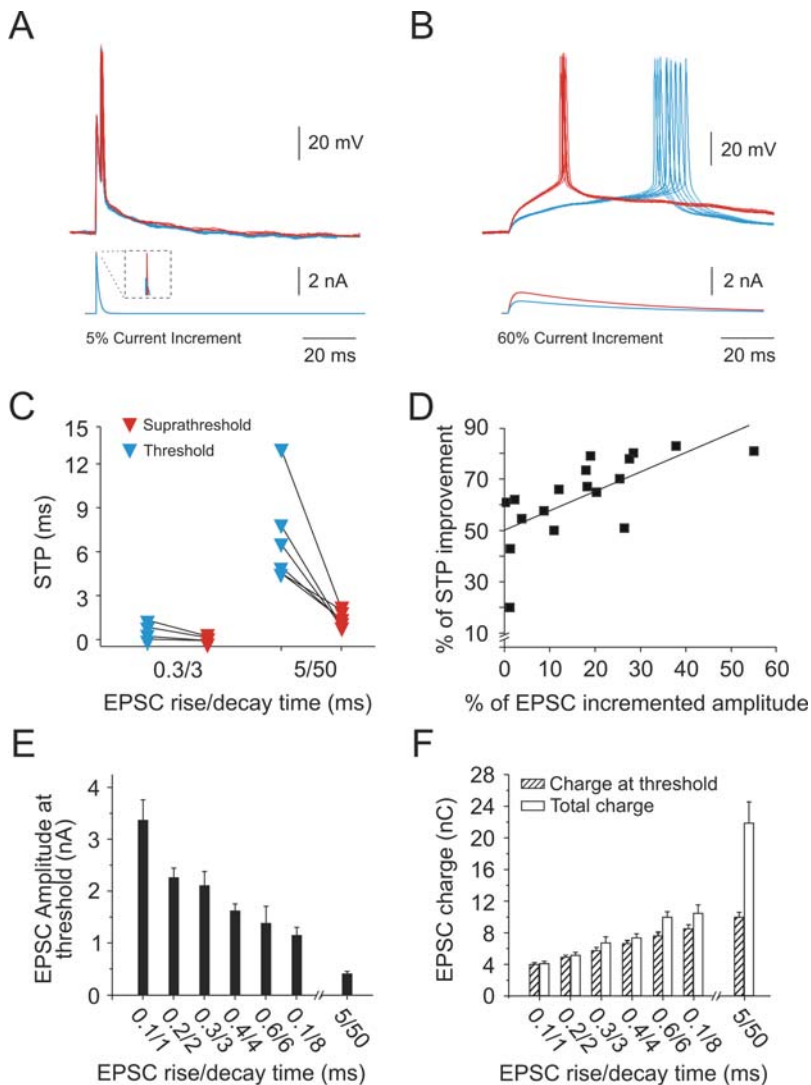 A
B
20 mV
20 mV
2 nA
2 nA
5% Current Increment
20 ms
60% Current Increment
20 ms
C
D
15
12
9
6
3
0
STP (ms)
Suprathreshold
Threshold
0.3/3
5/50
EPSC rise/decay time (ms)
90
70
50
30
10
% of STP improvement
0
10
20
30
40
50
60
% of EPSC incremented amplitude
E
F
4
3
2
1
0
EPSC Amplitude at
threshold (nA)
0.1/1
0.2/2
0.3/3
0.4/4
0.6/6
0.1/8
5/50
EPSC rise/decay time (ms)
28
24
20
16
12
8
4
0
EPSC charge (nC)
Charge at threshold
Total charge
0.1/1
0.2/2
0.3/3
0.4/4
0.6/6
0.1/8
5/50
EPSC rise/decay time (ms)